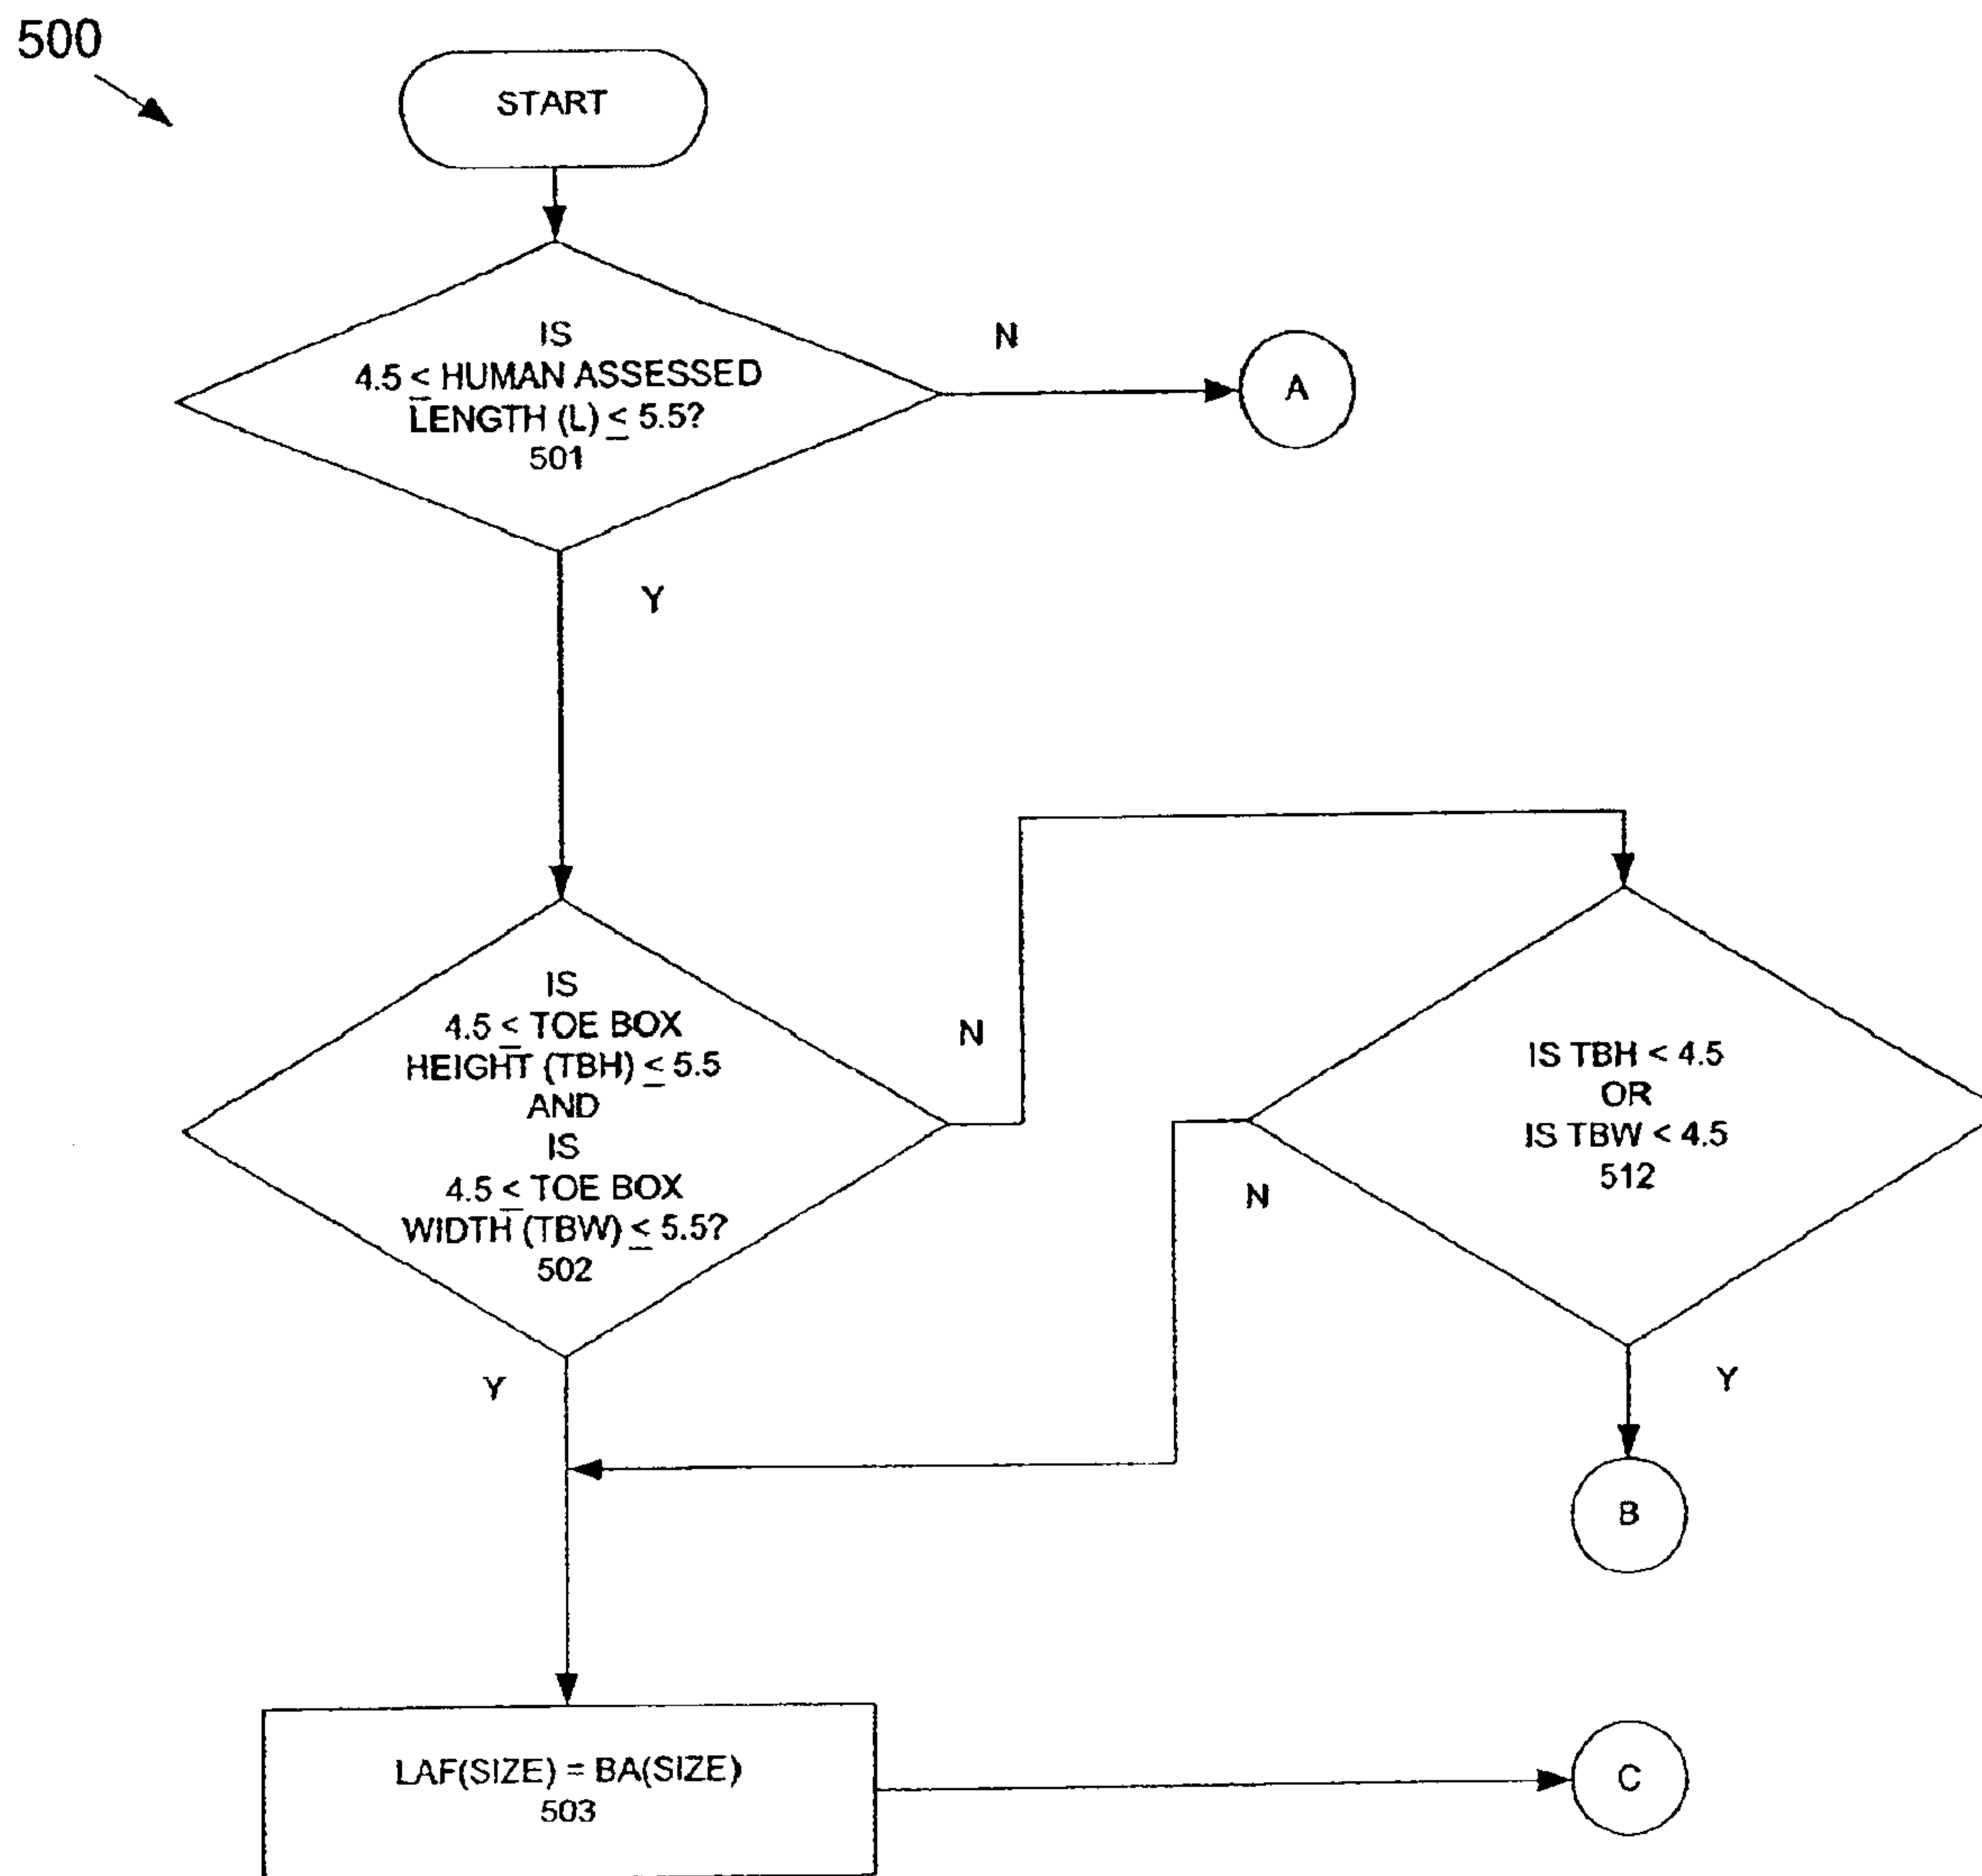 500
START
IS
4.5 ≤ HUMAN ASSESSED
LENGTH (L) ≤ 5.5?
501
N
A
Y
IS
4.5 ≤ TOE BOX
HEIGHT (TBH) ≤ 5.5
AND
IS
4.5 ≤ TOE BOX
WIDTH (TBW) ≤ 5.5?
502
N
IS TBH < 4.5
OR
IS TBW < 4.5
512
N
Y
Y
B
LAF(SIZE) = BA(SIZE)
503
C